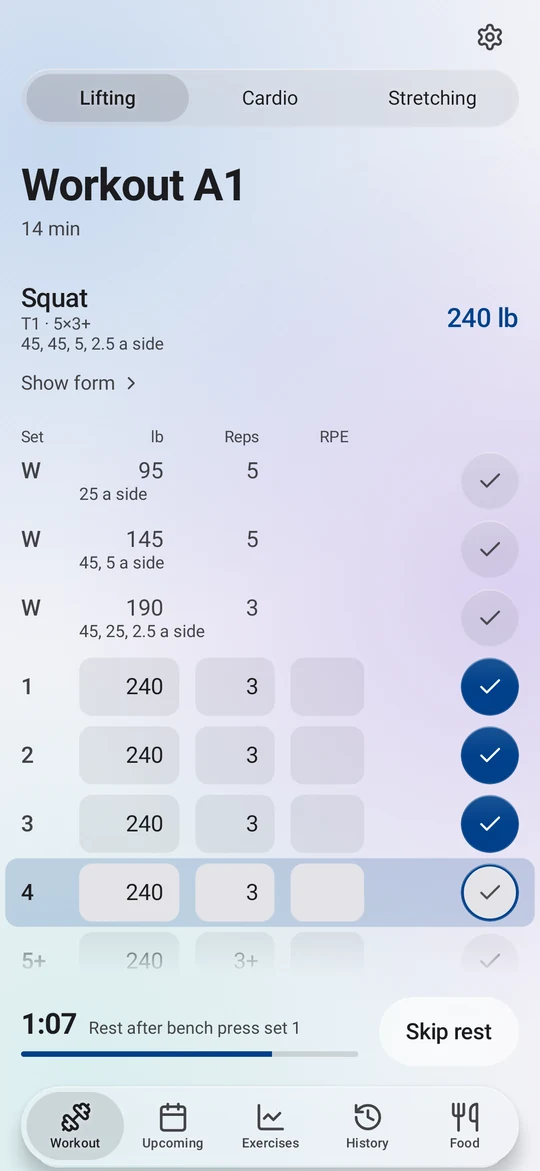 Lifting Cardio Stretching
Workout A1
14 min
Squat
T1 · 5×3+
45, 45, 5, 2.5 a side
240 lb
Show form
Set lb Reps RPE
W 95 5
25 a side
W 145 5
45, 5 a side
W 190 3
45, 25, 2.5 a side
1 240 3
2 240 3
3 240 3
4 240 3
5+ 240 3+
1:07 Rest after bench press set 1
Skip rest
Workout Upcoming Exercises History Food